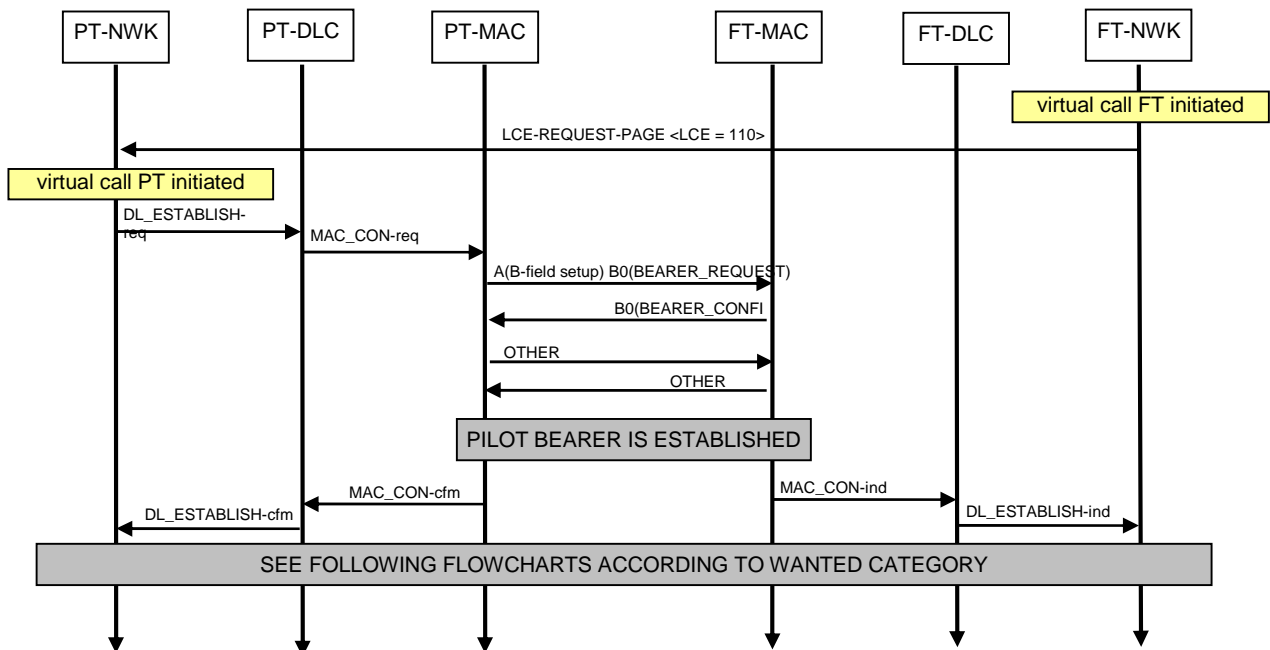 PT-NWK
PT-DLC
PT-MAC
FT-MAC
FT-DLC
FT-NWK
virtual call FT initiated
LCE-REQUEST-PAGE <LCE = 110>
virtual call PT initiated
DL_ESTABLISH-
req
MAC_CON-req
A(B-field setup) B0(BEARER_REQUEST)
B0(BEARER_CONFI
OTHER
OTHER
PILOT BEARER IS ESTABLISHED
MAC_CON-cfm
MAC_CON-ind
DL_ESTABLISH-cfm
DL_ESTABLISH-ind
SEE FOLLOWING FLOWCHARTS ACCORDING TO WANTED CATEGORY